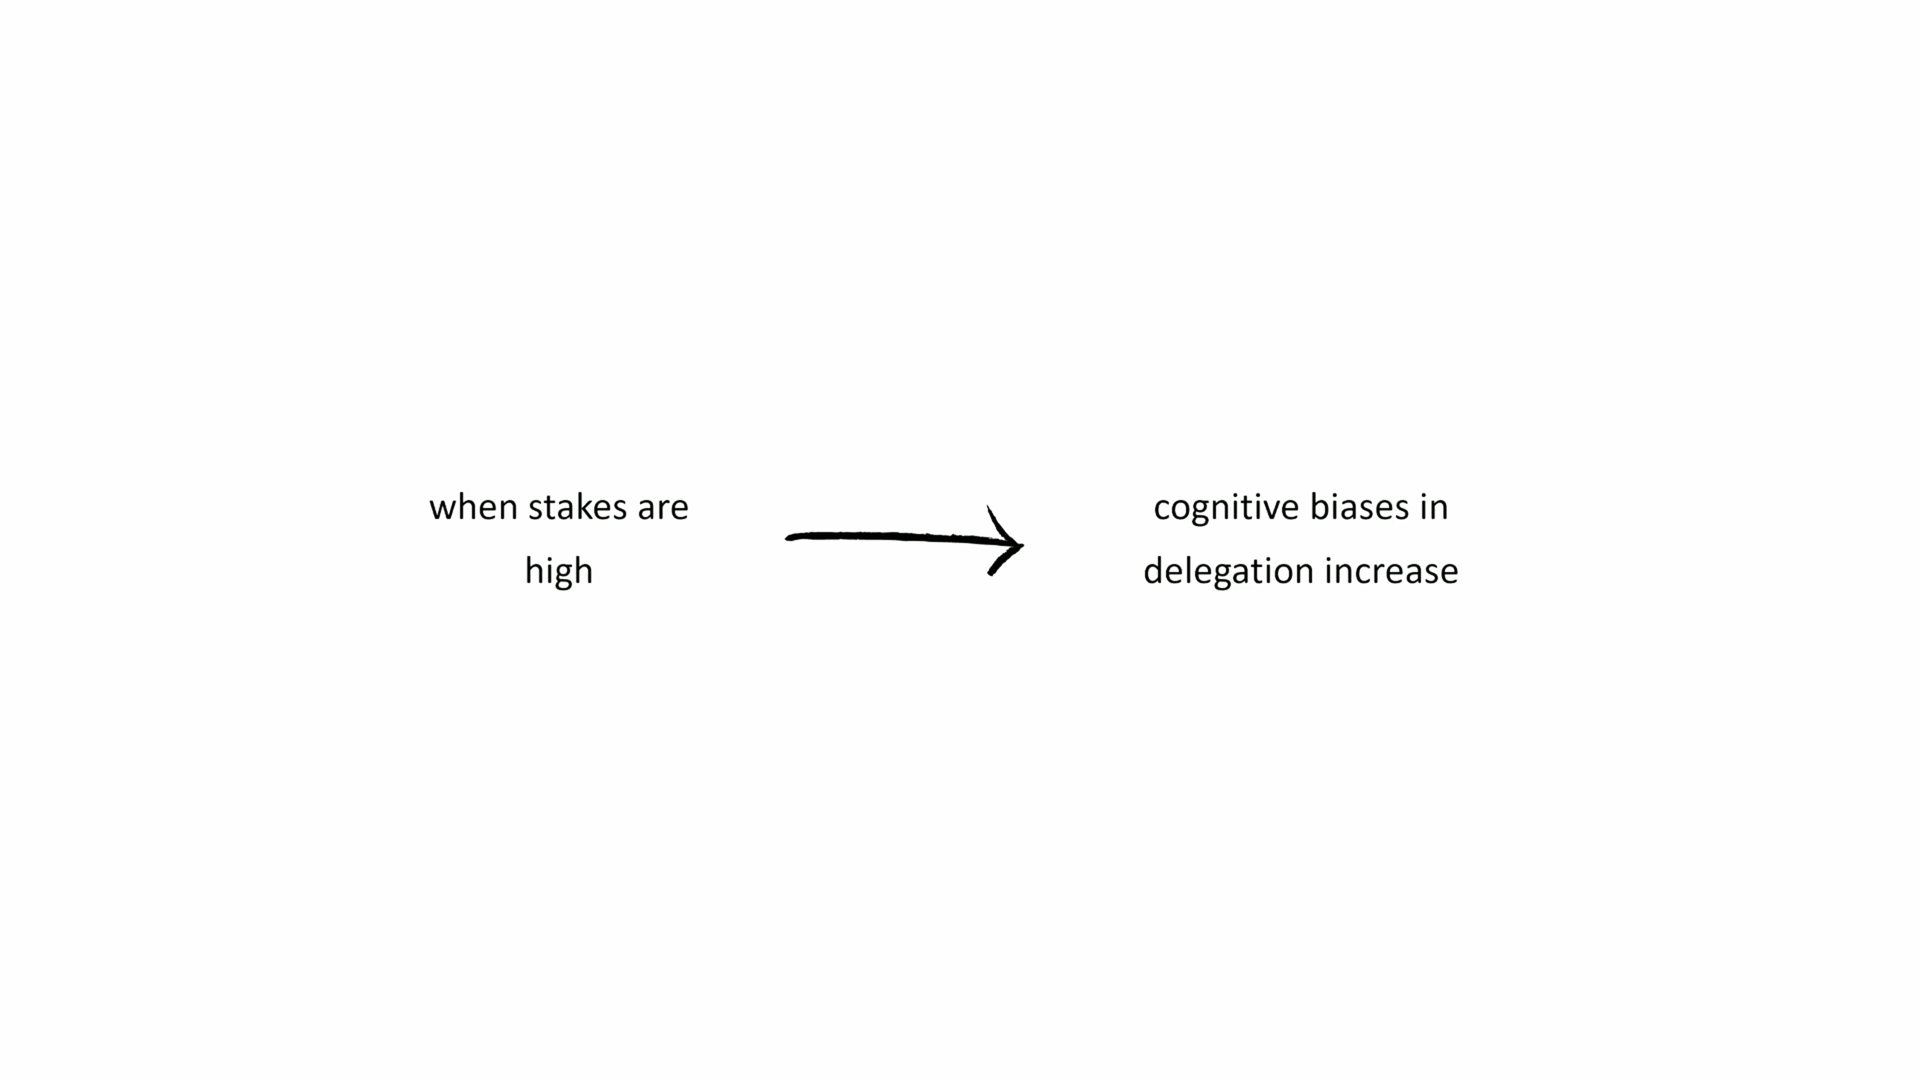 when stakes are
high
cognitive biases in
delegation increase